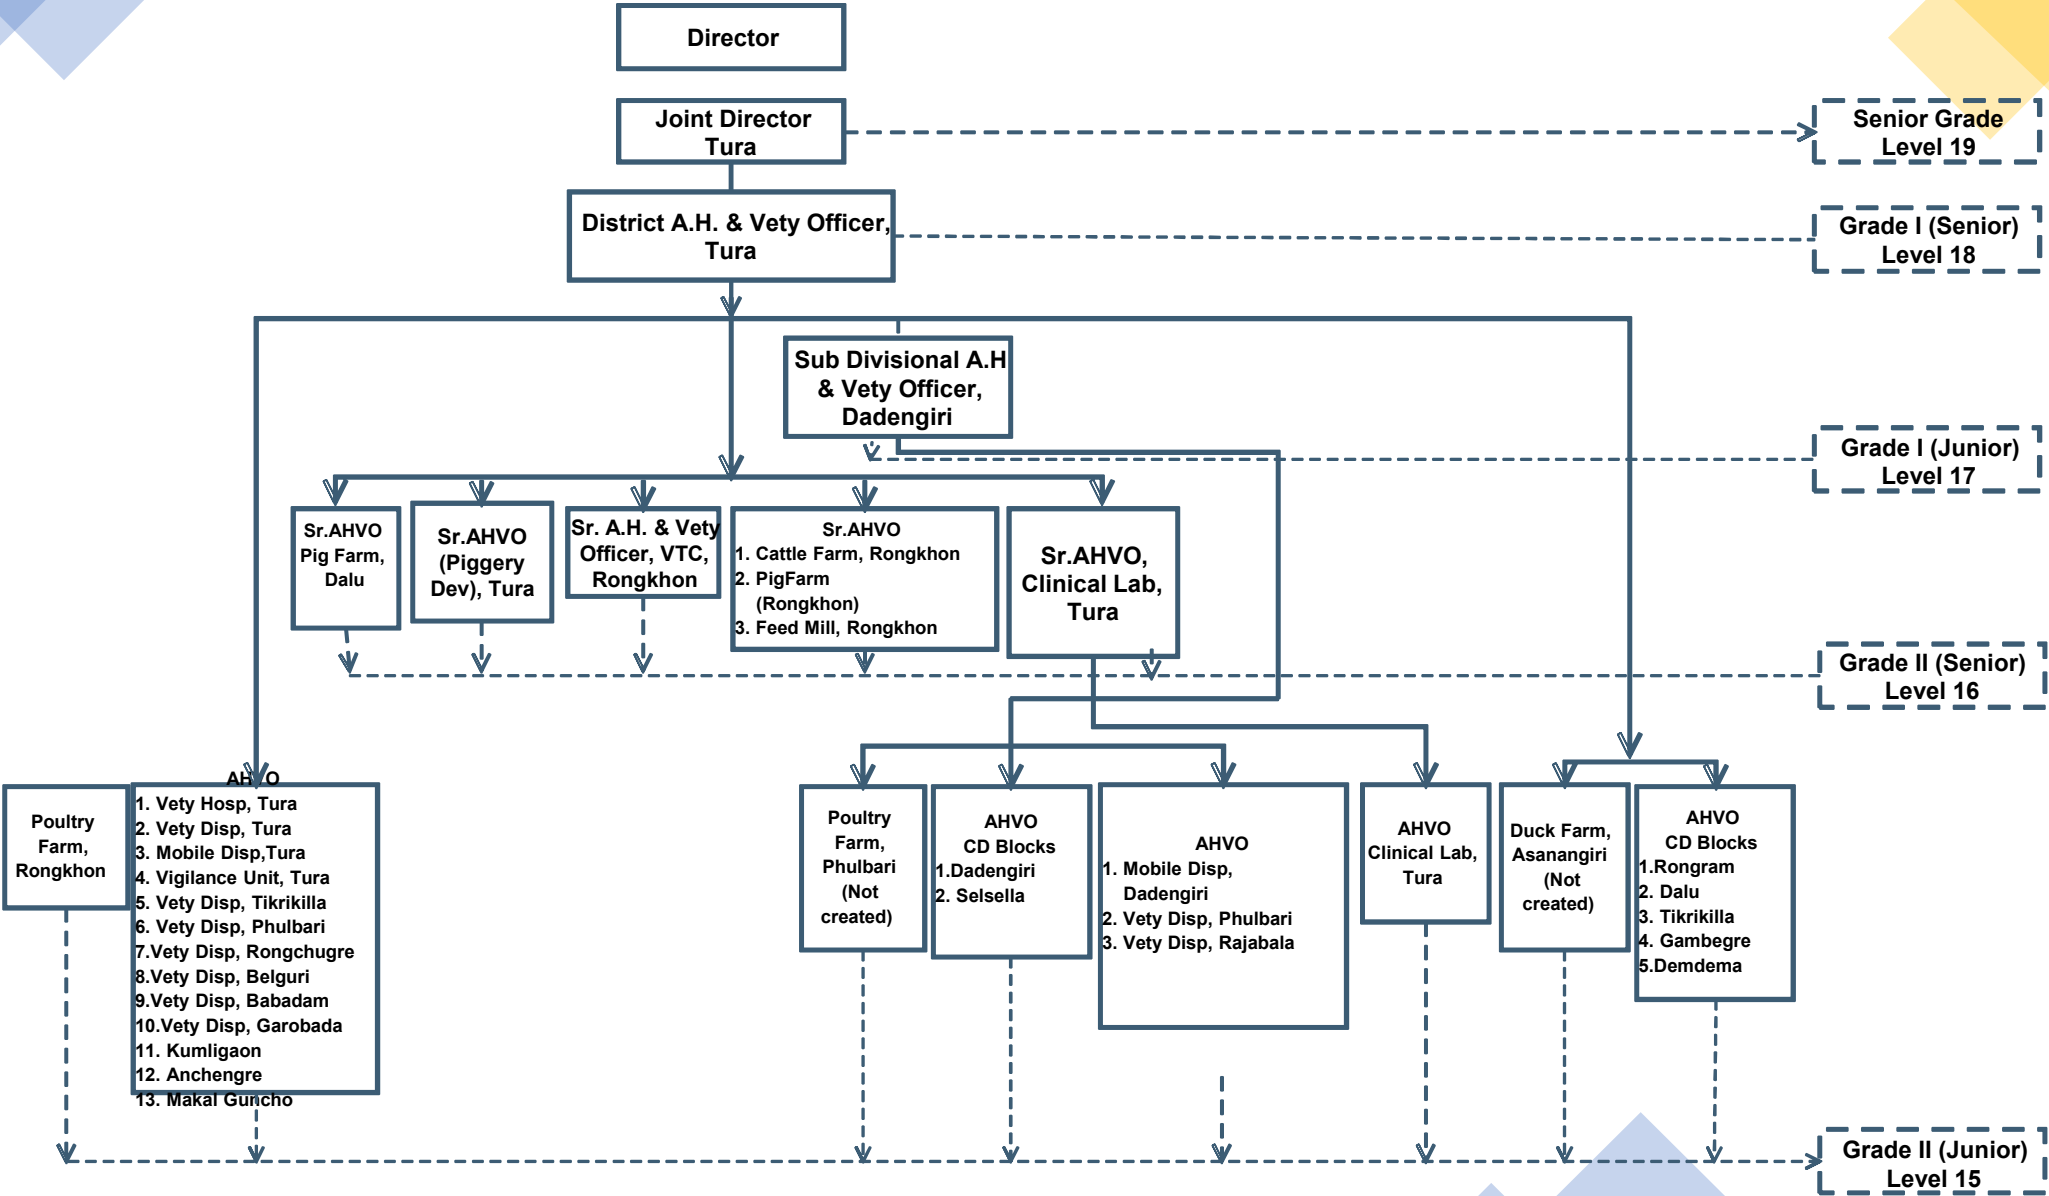 Director
Joint Director
Tura
Senior Grade
Level 19
District A.H. & Vety Officer,
Tura
Grade I (Senior)
Level 18
Sub Divisional A.H
& Vety Officer,
Dadengiri
Grade I (Junior)
Level 17
Sr.AHVO
Pig Farm,
Dalu
Sr.AHVO
(Piggery
Dev), Tura
Sr. A.H. & Vety
Officer, VTC,
Rongkhon
Sr.AHVO
1. Cattle Farm, Rongkhon
2. PigFarm
(Rongkhon)
3. Feed Mill, Rongkhon
Sr.AHVO,
Clinical Lab,
Tura
Grade II (Senior)
Level 16
Poultry
Farm,
Rongkhon
AHVO
1. Vety Hosp, Tura
2. Vety Disp, Tura
3. Mobile Disp,Tura
4. Vigilance Unit, Tura
5. Vety Disp, Tikrikilla
6. Vety Disp, Phulbari
7.Vety Disp, Rongchugre
8.Vety Disp, Belguri
9.Vety Disp, Babadam
10.Vety Disp, Garobada
11. Kumligaon
12. Anchengre
13. Makal Guncho
Poultry
Farm,
Phulbari
(Not
created)
AHVO
CD Blocks
1.Dadengiri
2. Selsella
AHVO
1. Mobile Disp,
Dadengiri
2. Vety Disp, Phulbari
3. Vety Disp, Rajabala
AHVO
Clinical Lab,
Tura
Duck Farm,
Asanangiri
(Not
created)
AHVO
CD Blocks
1.Rongram
2. Dalu
3. Tikrikilla
4. Gambegre
5.Demdema
Grade II (Junior)
Level 15